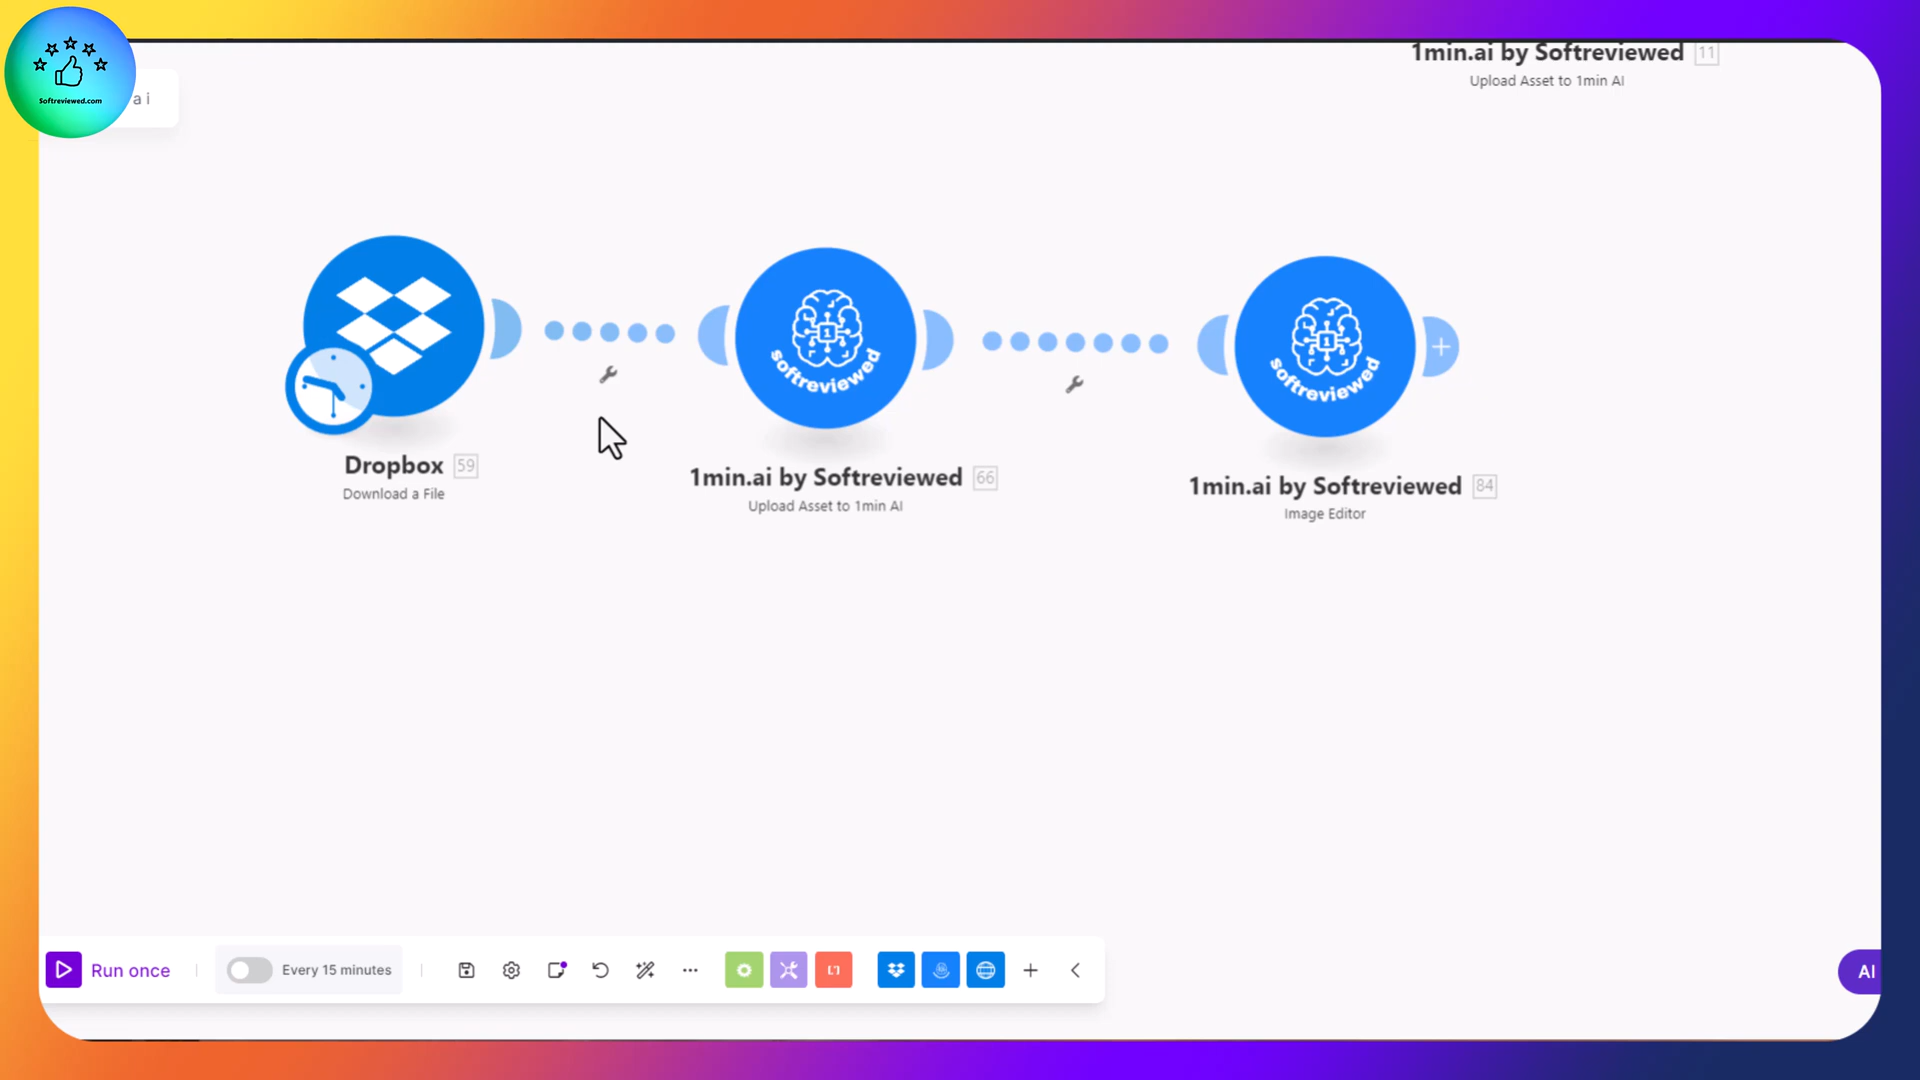 1min.ai by Softreviewed 11
Upload Asset to 1min AI
Softreviewed.com
a i
softreviewed
softreviewed
Dropbox 59
Download a File
1min.ai by Softreviewed 66
Upload Asset to 1min AI
1min.ai by Softreviewed 84
Image Editor
Run once
Every 15 minutes
AI